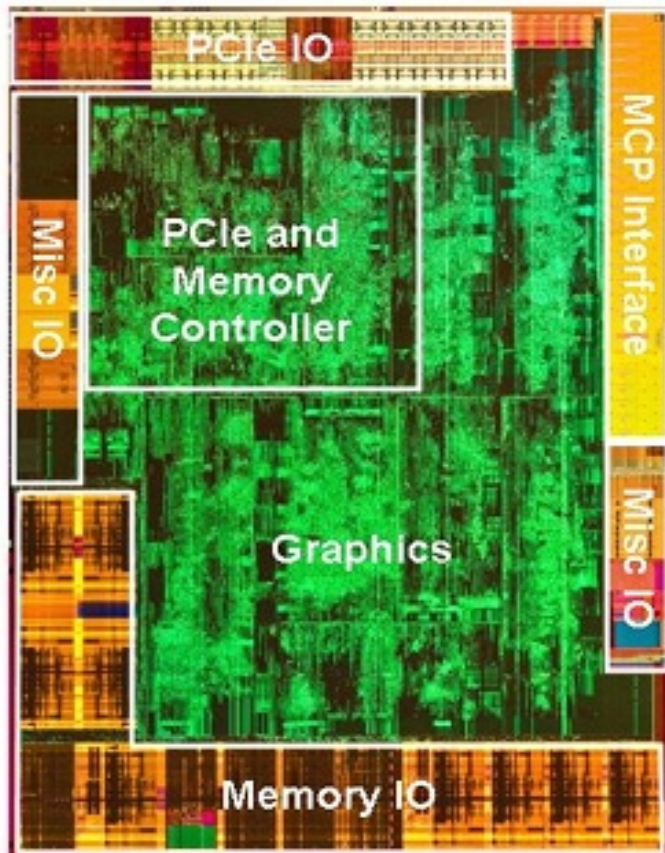 PCIe IO
Misc IO
PCIe and
Memory
Controller
MCP Interface
Graphics
Misc IO
Memory IO